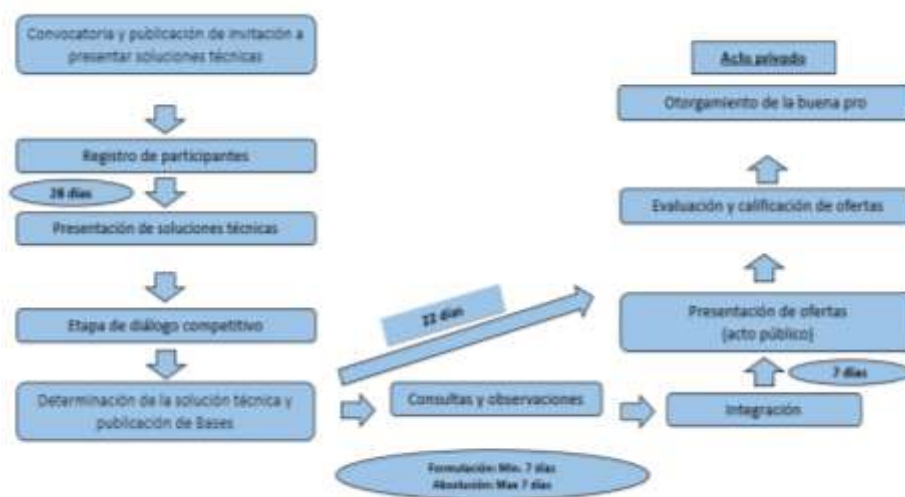 Convocatoria y publicación de invitación a
presentar soluciones técnicas
Registro de participantes
28 días
Presentación de soluciones técnicas
Etapa de diálogo competitivo
Determinación de la solución técnica y
publicación de Bases
22 días
Consultas y observaciones
Formulación: Min. 7 días
Absolución: Max 7 días
Integración
7 días
Presentación de ofertas
(acto público)
Evaluación y calificación de ofertas
Otorgamiento de la buena pro
Acto privado